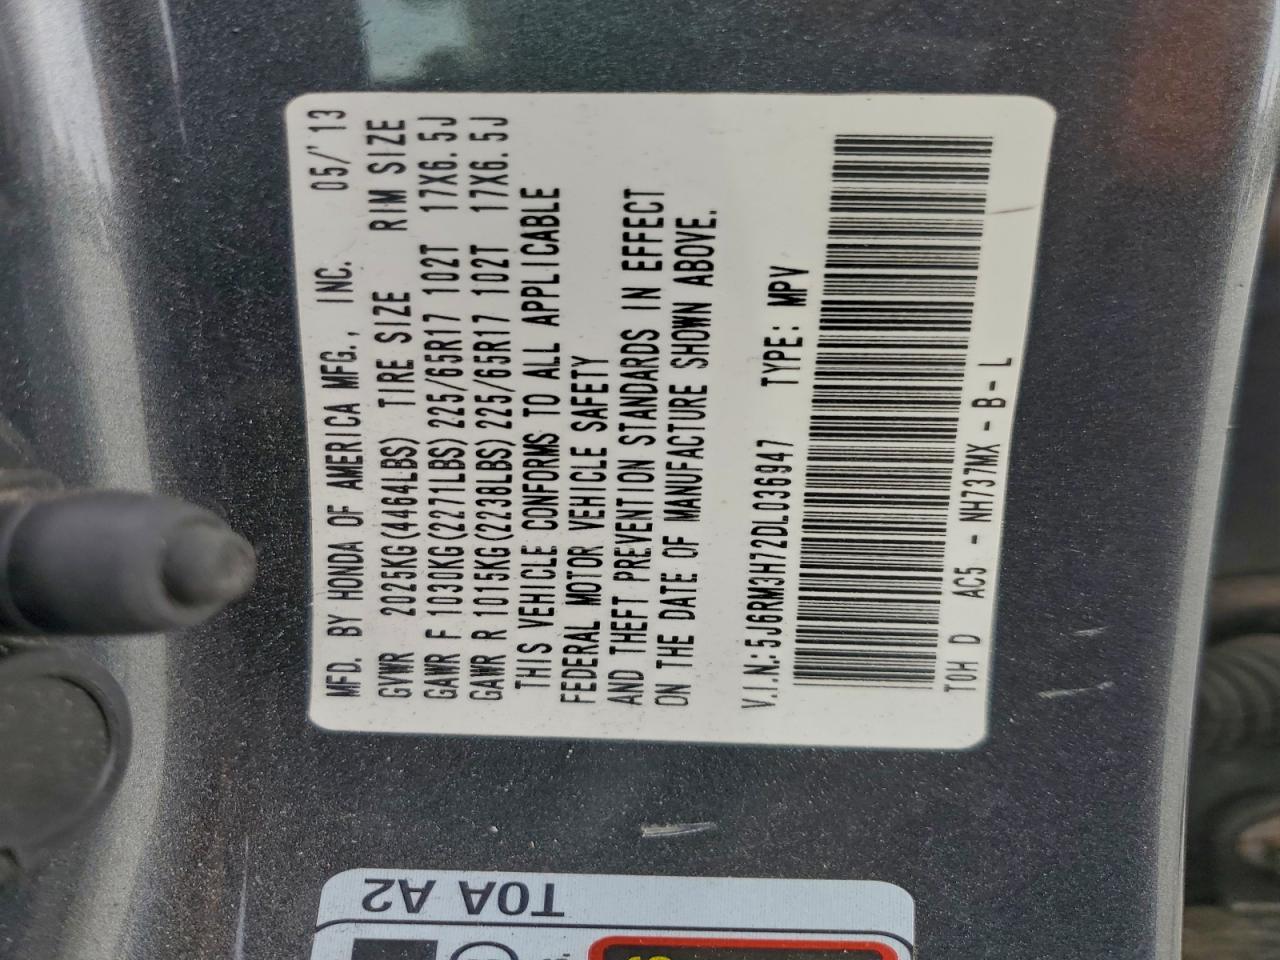 MFD. BY HONDA OF AMERICA MFG., INC. 05/'13
GVWR 2025KG(4464LBS) TIRE SIZE RIM SIZE
GAWR F 1030KG(2271LBS) 225/65R17 102T 17X6.5J
GAWR R 1015KG(2738LBS) 225/65R17 102T 17X6.5J
THIS VEHICLE CONFORMS TO ALL APPLICABLE
FEDERAL MOTOR VEHICLE SAFETY
AND THEFT PREVENTION STANDARDS IN EFFECT
ON THE DATE OF MANUFACTURE SHOWN ABOVE.
V.I.N.:5J6RM3H72DL036947 TYPE: MPV
T0H D AC5 - NH737MX - B - L
T0A A2